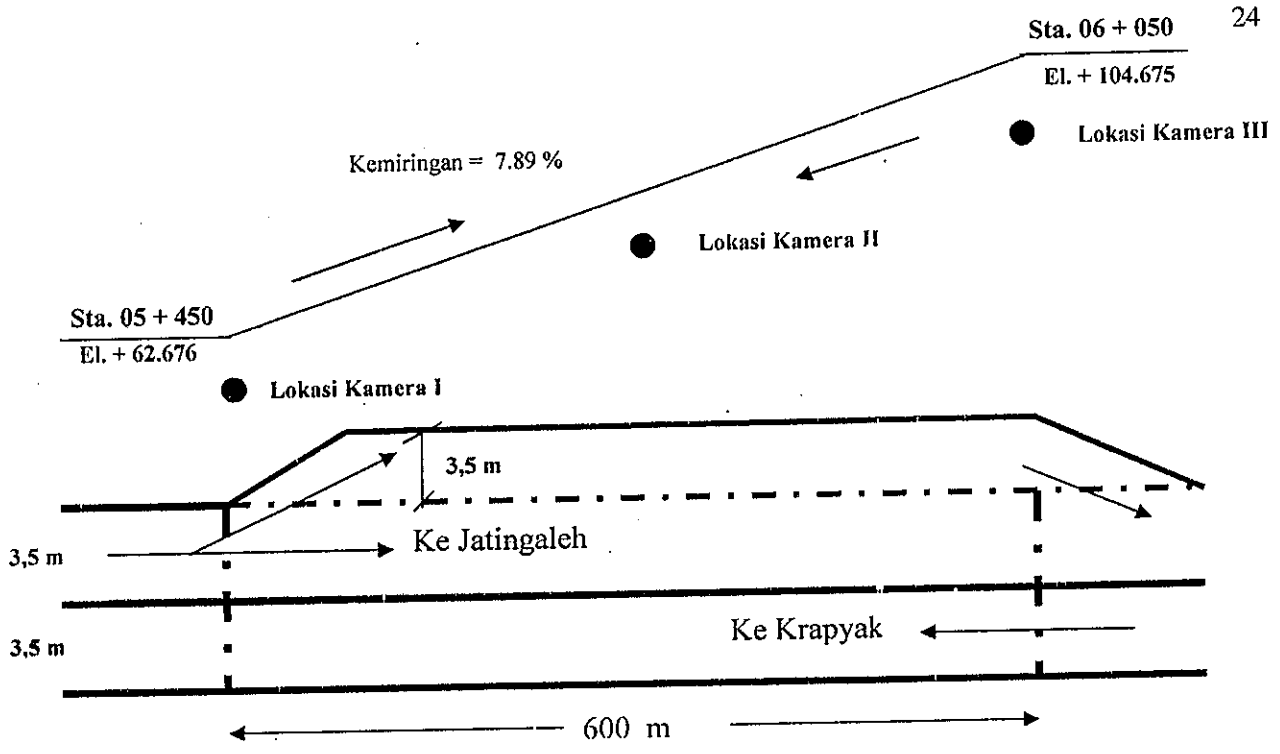 24
Sta. 06 + 050
El. + 104.675
Lokasi Kamera III
Kemiringan = 7.89 %
Lokasi Kamera II
Sta. 05 + 450
El. + 62.676
Lokasi Kamera I
3,5 m
Ke Jatingaleh
3,5 m
Ke Krapyak
3,5 m
600 m